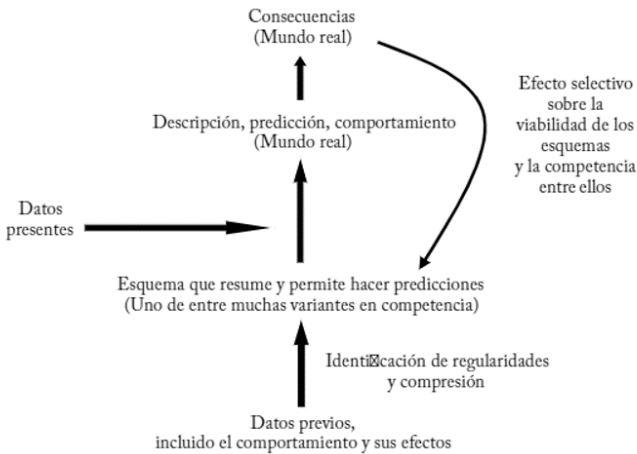 Consecuencias
(Mundo real)
Efecto selectivo
sobre la
viabilidad de los
esquemas
y la competencia
entre ellos
Descripción, predicción, comportamiento
(Mundo real)
Datos
presentes
Esquema que resume y permite hacer predicciones
(Uno de entre muchas variantes en competencia)
Identi☒cación de regularidades
y compresión
Datos previos,
incluido el comportamiento y sus efectos